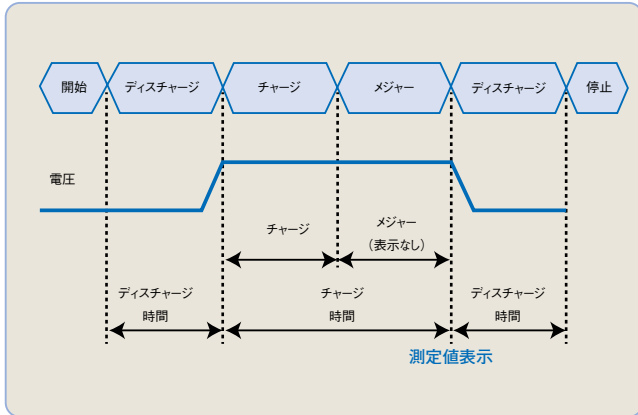 開始 ディスチャージ チャージ メジャー ディスチャージ 停止
電圧
チャージ
メジャー
（表示なし）
ディスチャージ
時間
チャージ
時間
ディスチャージ
時間
測定値表示